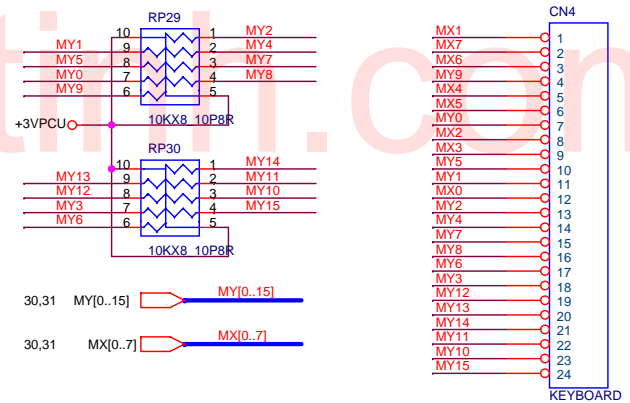 RP29
10 1 MY2
MY1 9 2 MY4
MY5 8 3 MY7
MY0 7 4 MY8
MY9 6 5
+3VPCU
10KX8_10P8R
RP30
10 1 MY14
MY13 9 2 MY11
MY12 8 3 MY10
MY3 7 4 MY15
MY6 6 5
10KX8_10P8R
30,31 MY[0..15] MY[0..15]
30,31 MX[0..7] MX[0..7]
CN4
MX1 1
MX7 2
MX6 3
MY9 4
MX4 5
MX5 6
MY0 7
MX2 8
MX3 9
MY5 10
MY1 11
MX0 12
MY2 13
MY4 14
MY7 15
MY8 16
MY6 17
MY3 18
MY12 19
MY13 20
MY14 21
MY11 22
MY10 23
MY15 24
KEYBOARD
tinh.com